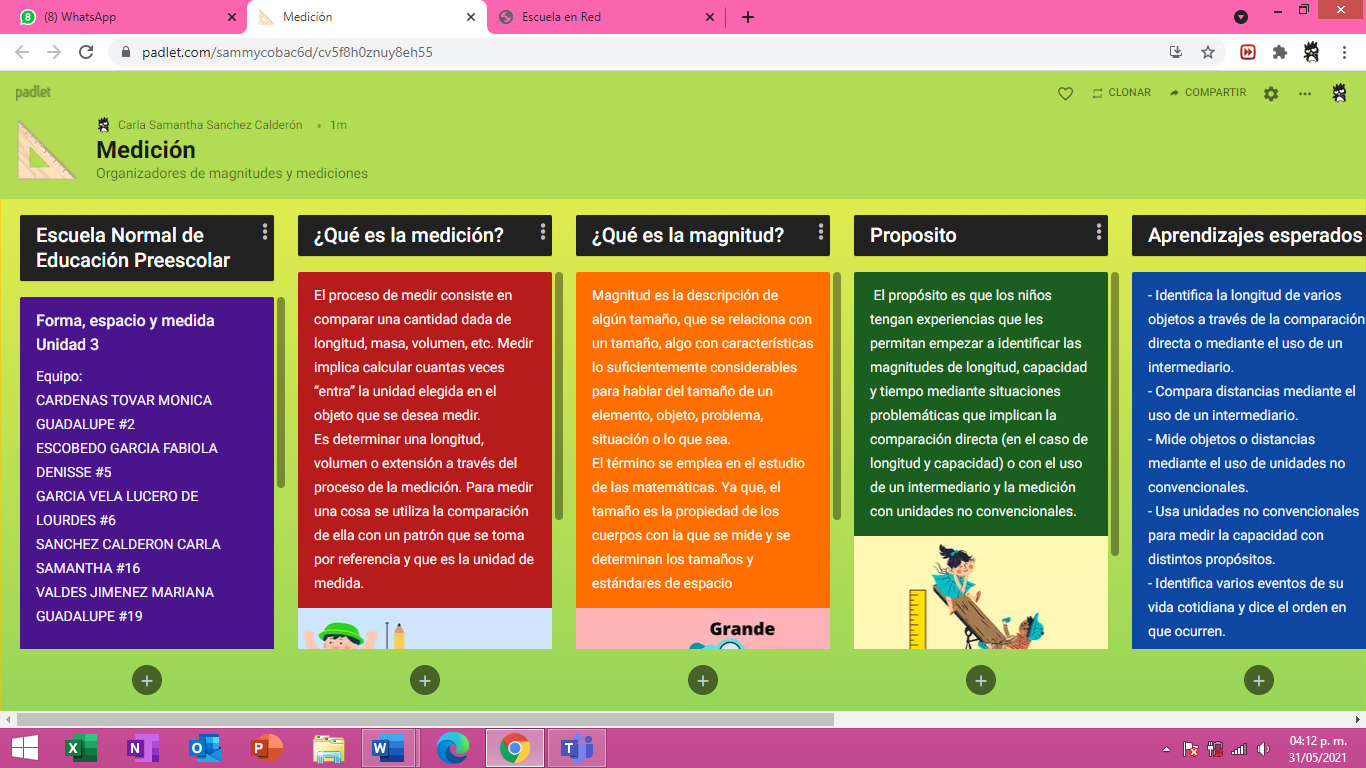 (8) WhatsApp
Medición
Escuela en Red
padlet.com/sammycobac6d/cv5f8h0znuy8eh55
padlet
CLONAR
COMPARTIR
Carla Samantha Sanchez Calderón • 1m
Medición
Organizadores de magnitudes y mediciones
Escuela Normal de
Educación Preescolar
Forma, espacio y medida
Unidad 3
Equipo:
CARDENAS TOVAR MONICA
GUADALUPE #2
ESCOBEDO GARCIA FABIOLA
DENISSE #5
GARCIA VELA LUCERO DE
LOURDES #6
SANCHEZ CALDERON CARLA
SAMANTHA #16
VALDES JIMENEZ MARIANA
GUADALUPE #19
¿Qué es la medición?
El proceso de medir consiste en
comparar una cantidad dada de
longitud, masa, volumen, etc. Medir
implica calcular cuantas veces
“entra” la unidad elegida en el
objeto que se desea medir.
Es determinar una longitud,
volumen o extensión a través del
proceso de la medición. Para medir
una cosa se utiliza la comparación
de ella con un patrón que se toma
por referencia y que es la unidad de
medida.
¿Qué es la magnitud?
Magnitud es la descripción de
algún tamaño, que se relaciona con
un tamaño, algo con características
lo suficientemente considerables
para hablar del tamaño de un
elemento, objeto, problema,
situación o lo que sea.
El término se emplea en el estudio
de las matemáticas. Ya que, el
tamaño es la propiedad de los
cuerpos con la que se mide y se
determinan los tamaños y
estándares de espacio
Grande
Proposito
El propósito es que los niños
tengan experiencias que les
permitan empezar a identificar las
magnitudes de longitud, capacidad
y tiempo mediante situaciones
problemáticas que implican la
comparación directa (en el caso de
longitud y capacidad) o con el uso
de un intermediario y la medición
con unidades no convencionales.
Aprendizajes esperados
- Identifica la longitud de varios
objetos a través de la comparación
directa o mediante el uso de un
intermediario.
- Compara distancias mediante el
uso de un intermediario.
- Mide objetos o distancias
mediante el uso de unidades no
convencionales.
- Usa unidades no convencionales
para medir la capacidad con
distintos propósitos.
- Identifica varios eventos de su
vida cotidiana y dice el orden en
que ocurren.
04:12 p. m.
31/05/2021